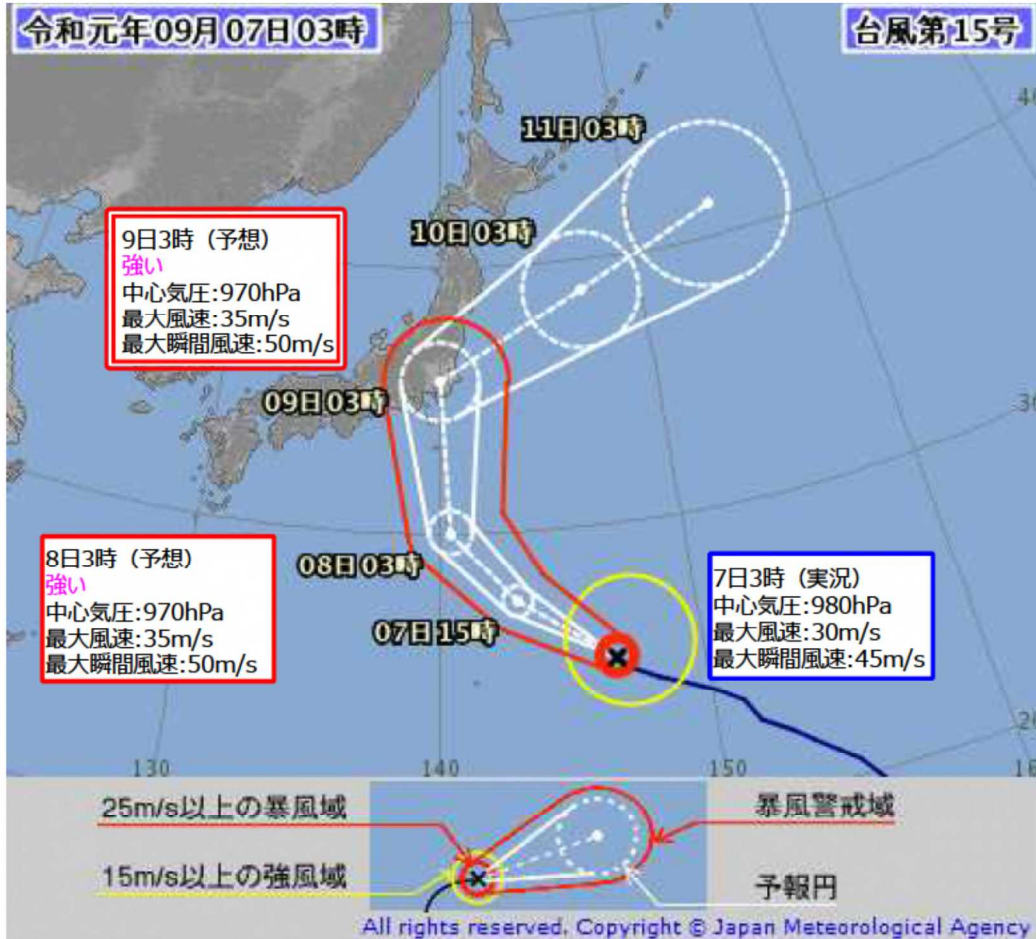 令和元年09月07日03時
台風第15号
11日03時
10日03時
9日3時（予想）
強い
中心気圧:970hPa
最大風速:35m/s
最大瞬間風速:50m/s
09日03時
30
8日3時（予想）
強い
中心気圧:970hPa
最大風速:35m/s
最大瞬間風速:50m/s
08日03時
07日15時
7日3時（実況）
中心気圧:980hPa
最大風速:30m/s
最大瞬間風速:45m/s
130
140
150
25m/s以上の暴風域
暴風警戒域
15m/s以上の強風域
予報円
All rights reserved. Copyright © Japan Meteorological Agency